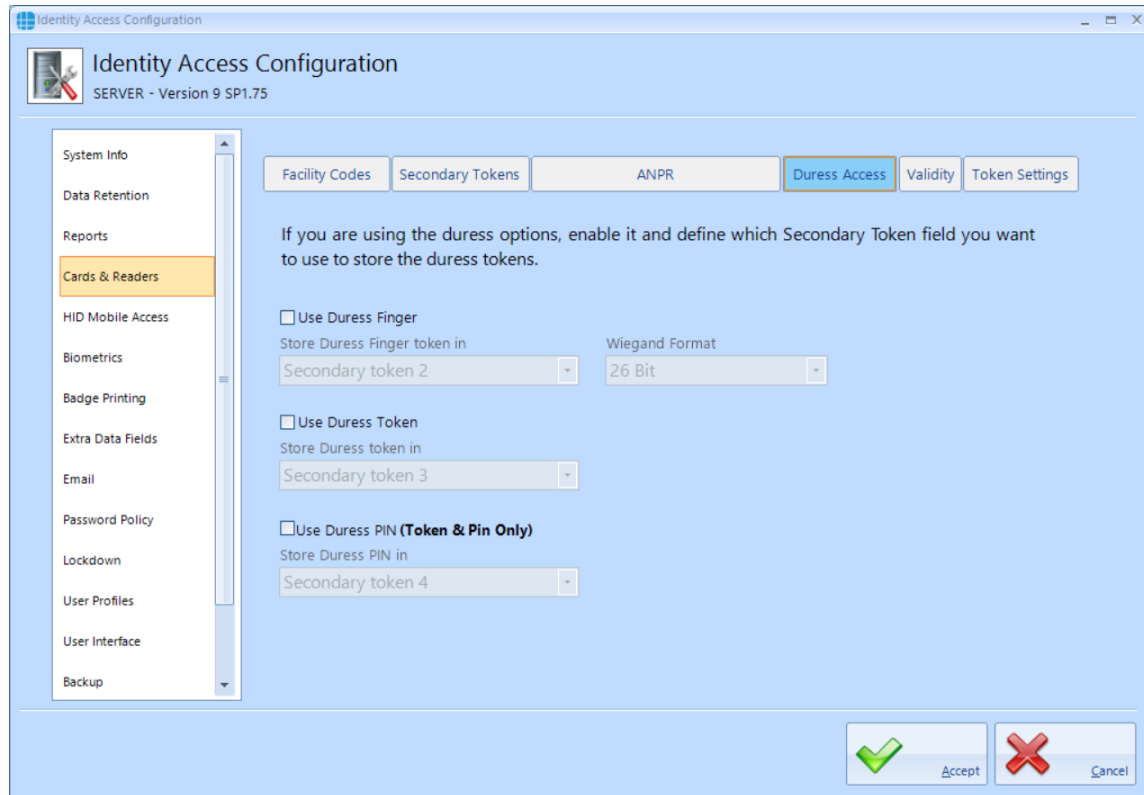 Identity Access Configuration
Identity Access Configuration
SERVER - Version 9 SP1.75
System Info
Data Retention
Reports
Cards & Readers
HID Mobile Access
Biometrics
Badge Printing
Extra Data Fields
Email
Password Policy
Lockdown
User Profiles
User Interface
Backup
Facility Codes
Secondary Tokens
ANPR
Duress Access
Validity
Token Settings
If you are using the duress options, enable it and define which Secondary Token field you want
to use to store the duress tokens.
Use Duress Finger
Store Duress Finger token in
Wiegand Format
Secondary token 2
26 Bit
Use Duress Token
Store Duress token in
Secondary token 3
Use Duress PIN (Token & Pin Only)
Store Duress PIN in
Secondary token 4
Accept
Cancel